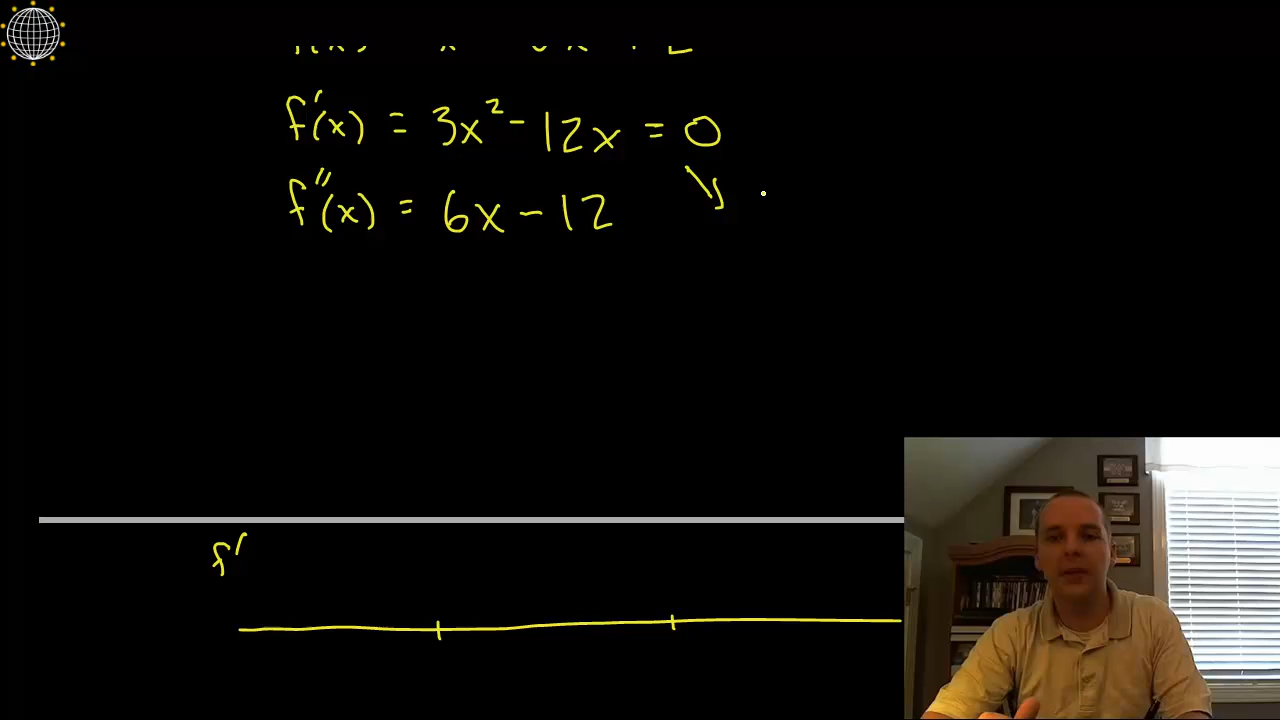 f'(x) = 3x² - 12x = 0
f''(x) = 6x - 12
f'